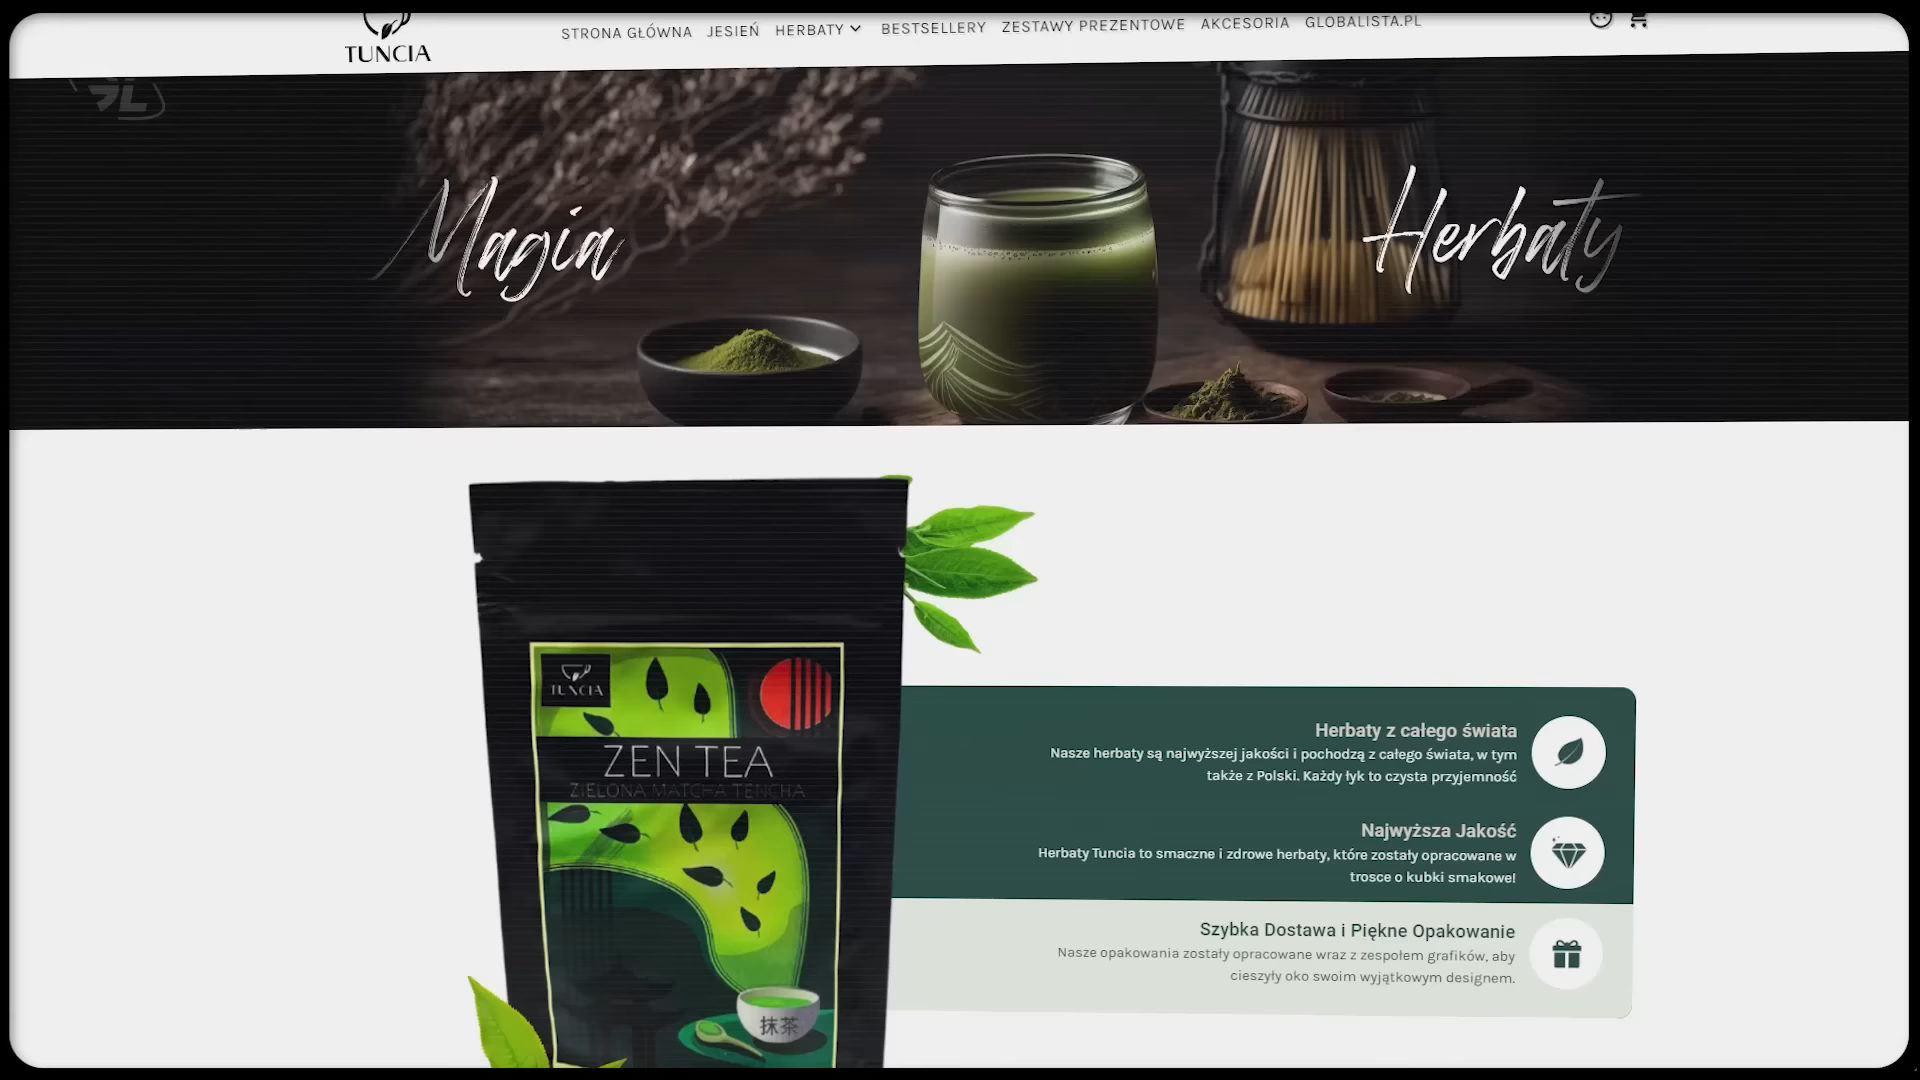 TUNCIA
STRONA GŁÓWNA JESIEŃ HERBATY BESTSELLERY ZESTAWY PREZENTOWE AKCESORIA GLOBALISTA.PL
Magia Herbaty
TUNCIA
ZEN TEA
ZIELONA MATCHA TENCHA
抹茶
Herbaty z całego świata
Nasze herbaty są najwyższej jakości i pochodzą z całego świata, w tym
także z Polski. Każdy łyk to czysta przyjemność
Najwyższa Jakość
Herbaty Tuncia to smaczne i zdrowe herbaty, które zostały opracowane w
trosce o kubki smakowe!
Szybka Dostawa i Piękne Opakowanie
Nasze opakowania zostały opracowane wraz z zespołem grafików, aby
cieszyły oko swoim wyjątkowym designem.